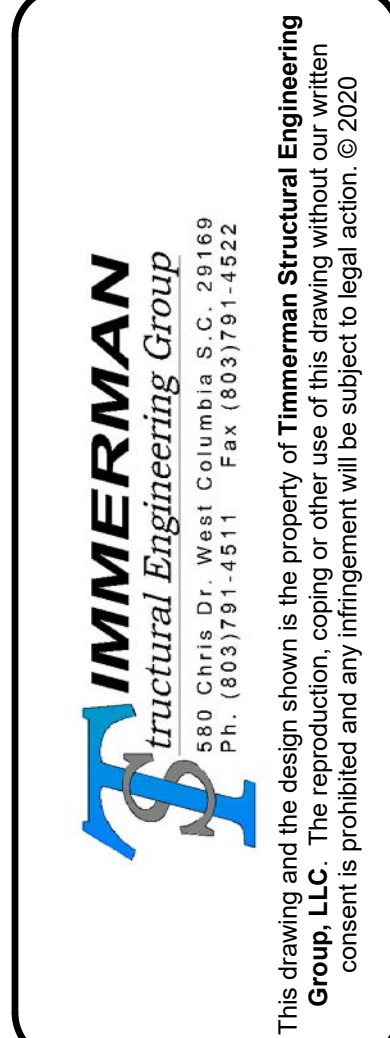 TIMMERMAN
Structural Engineering Group
580 Chris Dr. West Columbia S.C. 29169
Ph. (803)791-4511 Fax (803)791-4522
This drawing and the design shown is the property of Timmerman Structural Engineering
Group, LLC. The reproduction, coping or other use of this drawing without our written
consent is prohibited and any infringement will be subject to legal action. © 2020